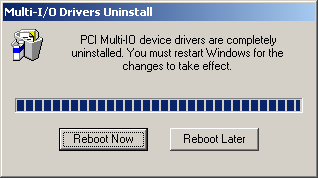 Multi-I/O Drivers Uninstall
PCI Multi-IO device drivers are completely
uninstalled. You must restart Windows for the
changes to take effect.
Reboot Now
Reboot Later